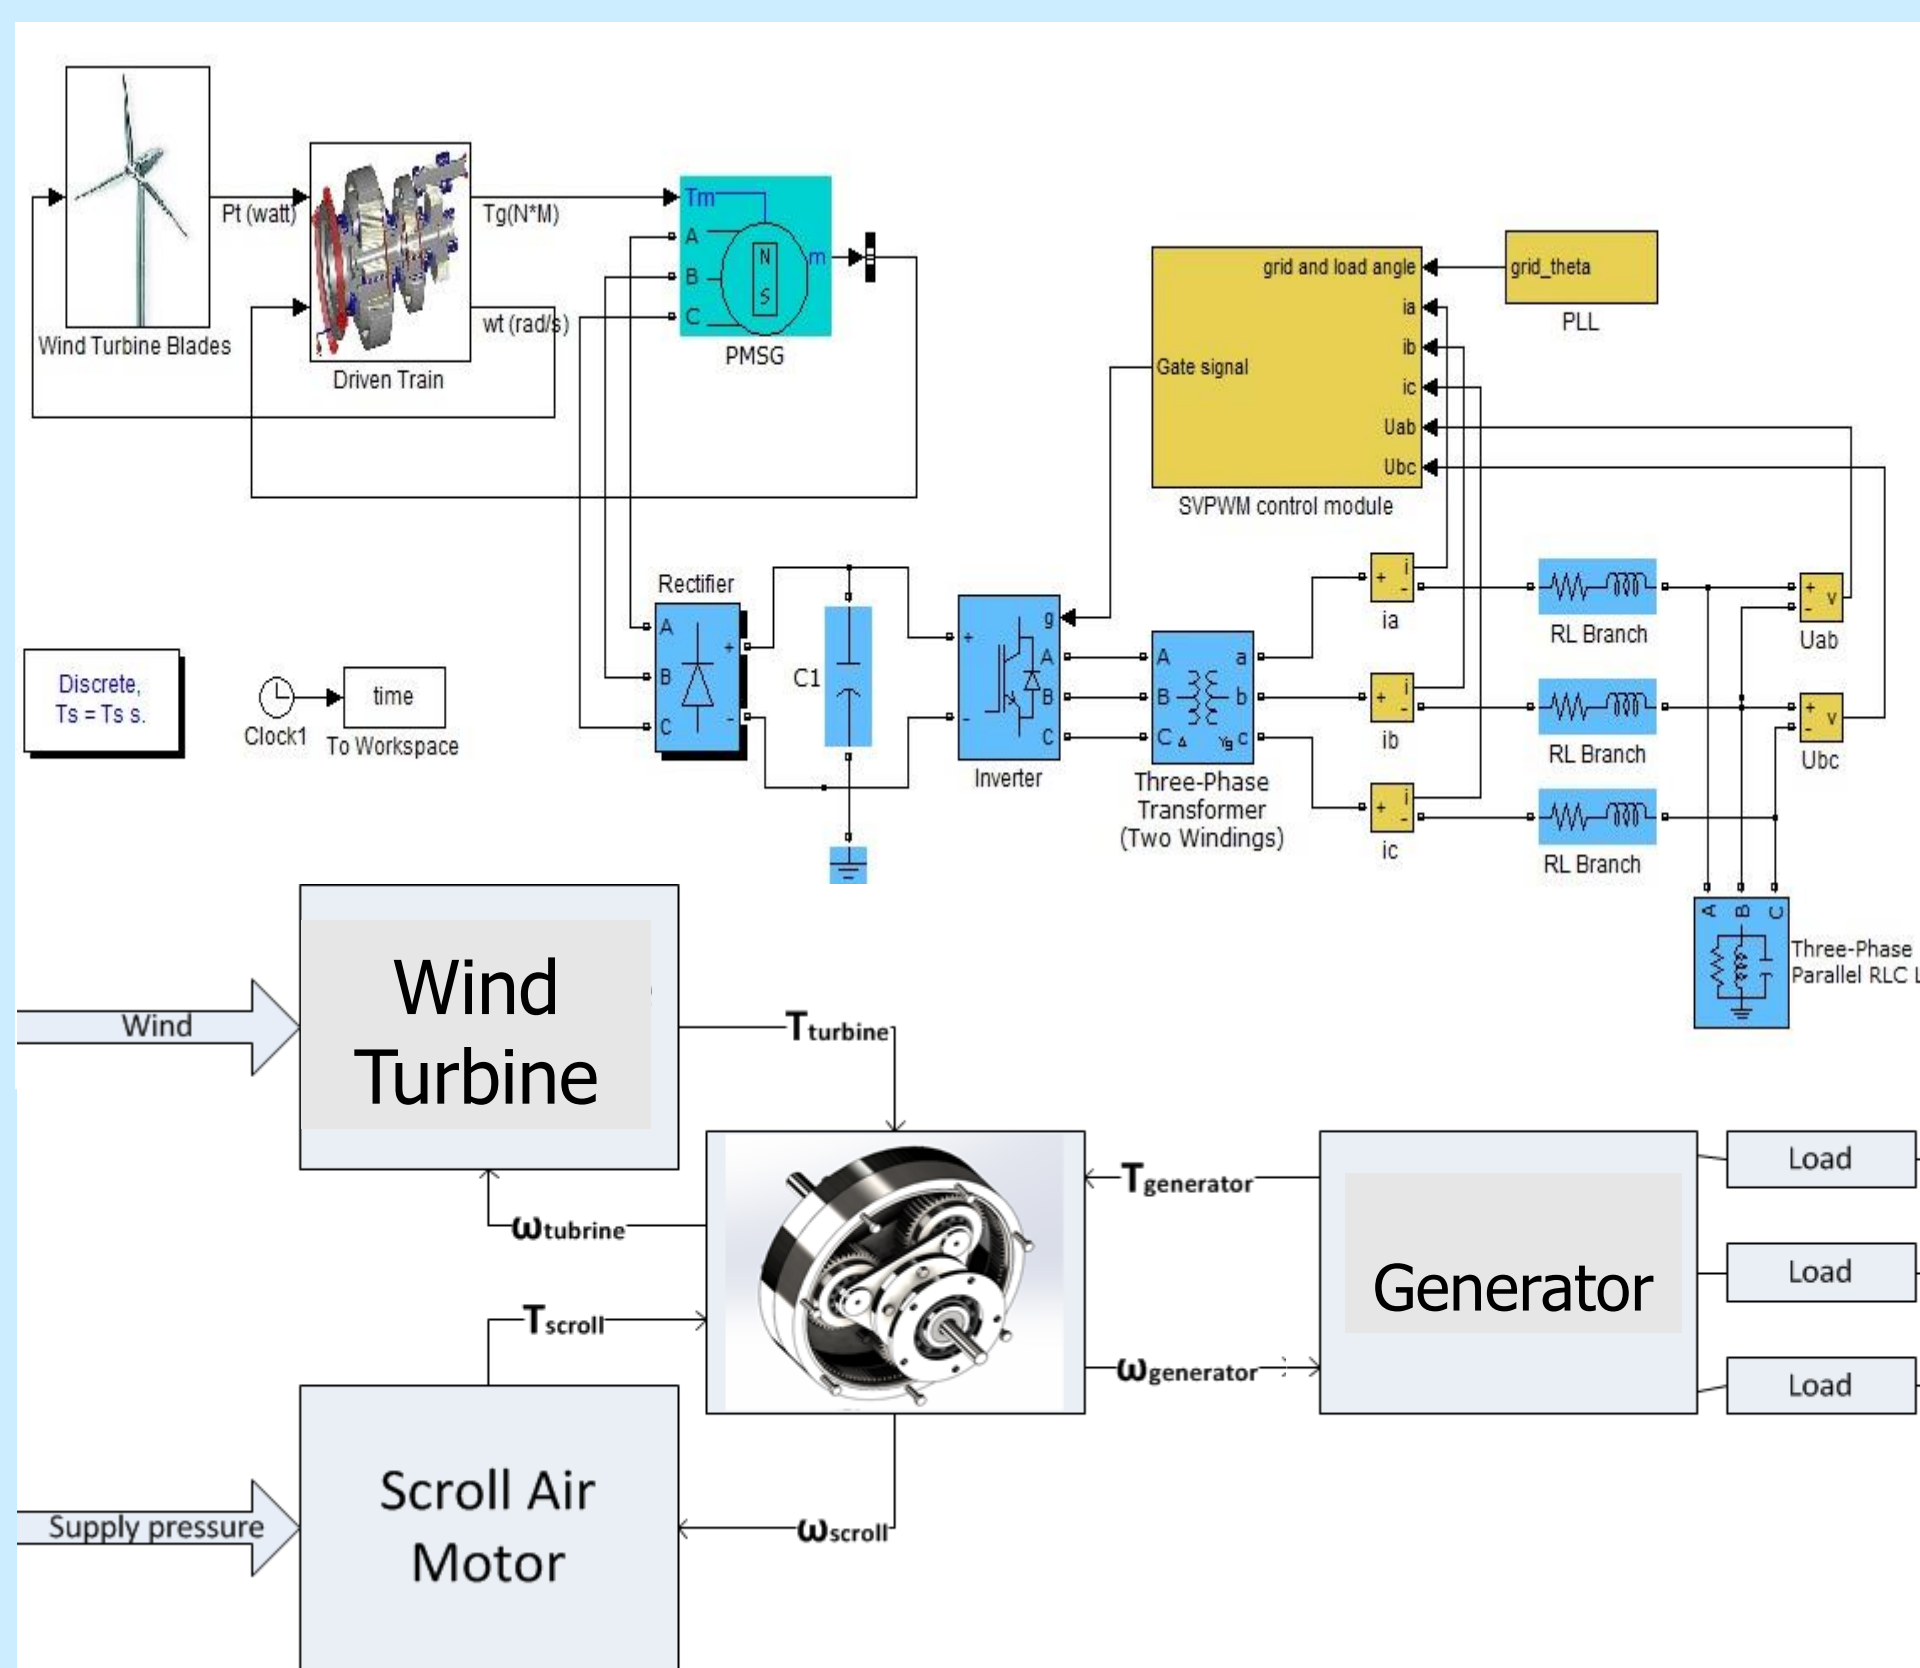 Pt (watt)
Wind Turbine Blades
Tg(N*M)
wt (rad/s)
Driven Train
Tm
A
B
C
N
S
m
PMSG
grid and load angle
ia
ib
ic
Uab
Ubc
Gate signal
SVPWM control module
grid_theta
PLL
Discrete,
Ts = Ts s.
Clock1
time
To Workspace
Rectifier
A
B
C
+
-
C1
+
-
g
A
B
C
Inverter
A
B
C
a
b
c
Δ
Yg
Three-Phase
Transformer
(Two Windings)
+
i
-
ia
+
i
-
ib
+
i
-
ic
RL Branch
RL Branch
RL Branch
+
-
v
Uab
+
-
v
Ubc
A
B
C
Three-Phase
Parallel RLC L
Wind
Wind
Turbine
Tturbine
ωtubrine
Tscroll
Tgenerator
ωgenerator
Generator
Load
Load
Load
Supply pressure
Scroll Air
Motor
ωscroll